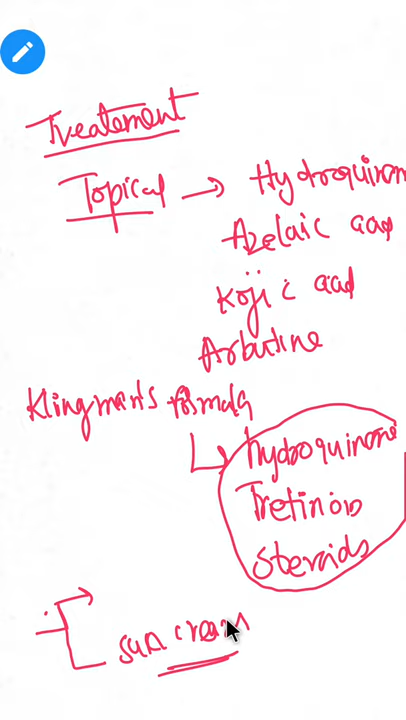 Treatement
Topical → Hydroquinon
Azelaic acid
Kojic acid
Arbutine
Klingman's formula
hydroquinone
Tretinoin
Steroids
sun cream